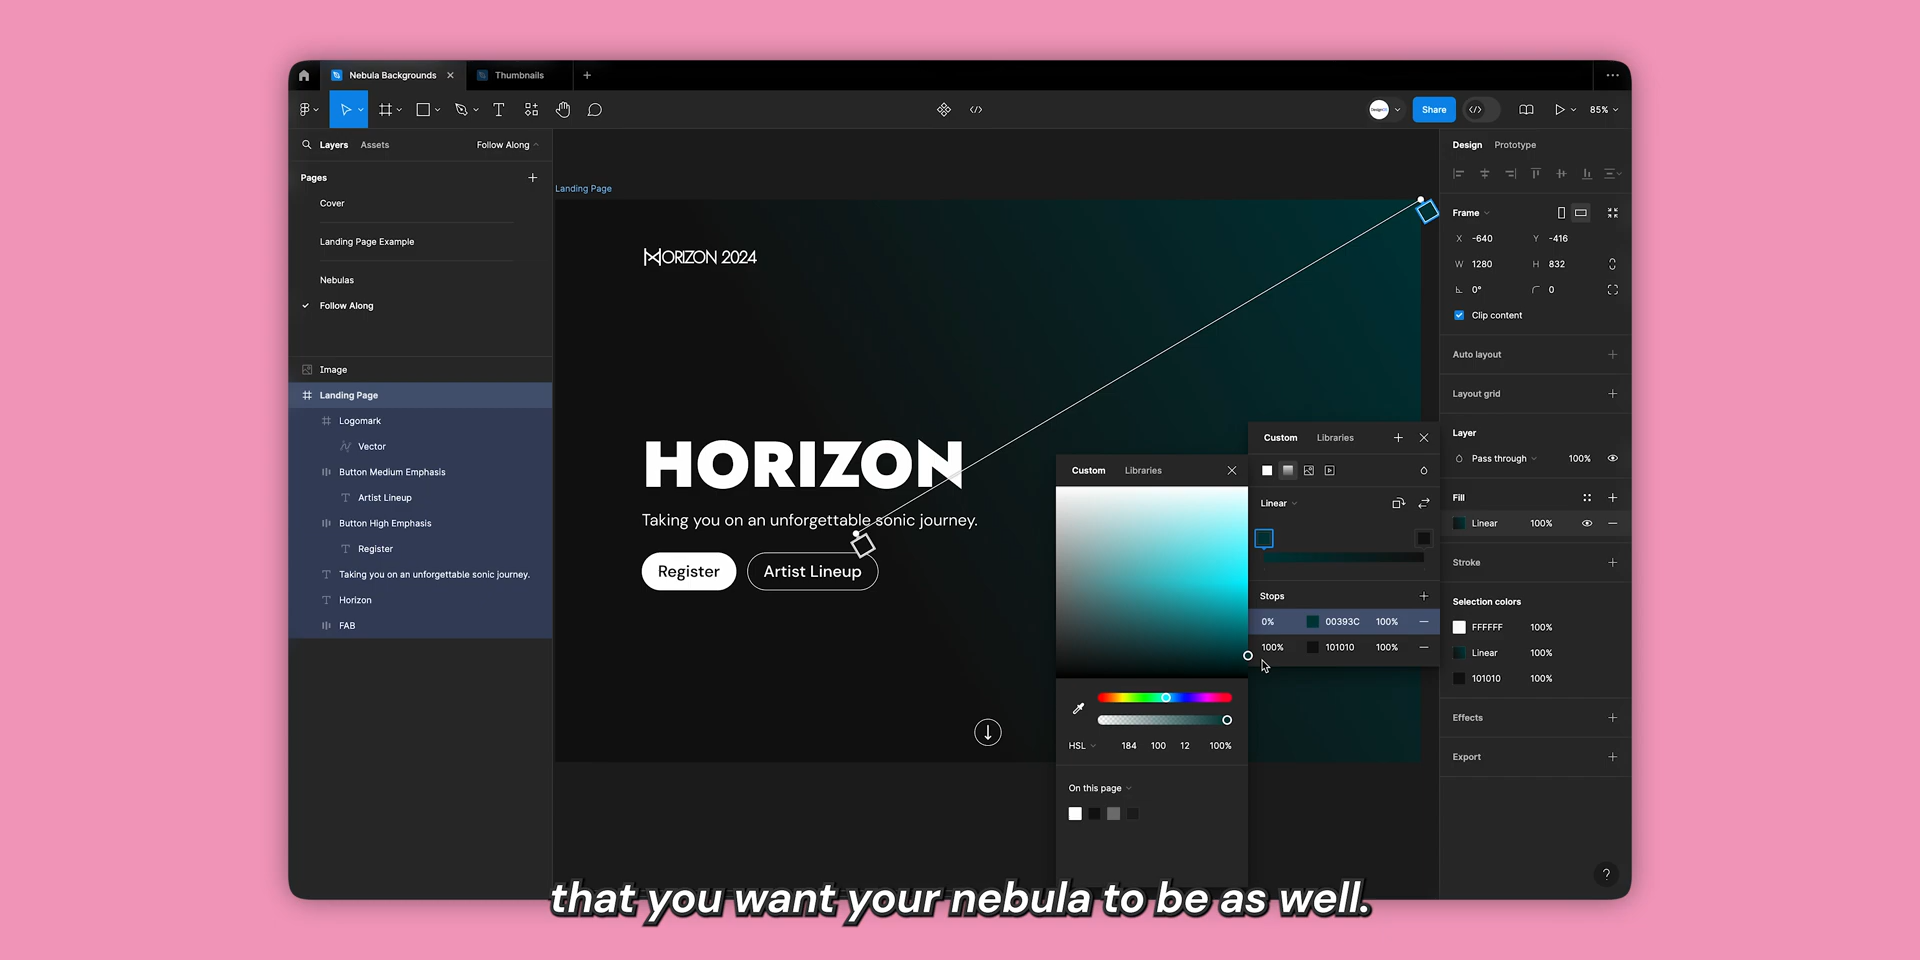 Nebula Backgrounds
Thumbnails
Share
85%
Layers
Assets
Follow Along
Pages
Cover
Landing Page Example
Nebulas
Follow Along
Image
Landing Page
Logomark
Vector
Button Medium Emphasis
Artist Lineup
Button High Emphasis
Register
Taking you on an unforgettable sonic journey.
Horizon
FAB
Landing Page
HORIZON 2024
HORIZON
Taking you on an unforgettable sonic journey.
Register
Artist Lineup
Custom
Libraries
HSL
184
100
12
100%
On this page
Custom
Libraries
Linear
Stops
0%
00393C
100%
100%
101010
100%
Design
Prototype
Frame
X
-640
Y
-416
W
1280
H
832
0°
0
Clip content
Auto layout
Layout grid
Layer
Pass through
100%
Fill
Linear
100%
Stroke
Selection colors
FFFFFF
100%
Linear
100%
101010
100%
Effects
Export
?
that you want your nebula to be as well.